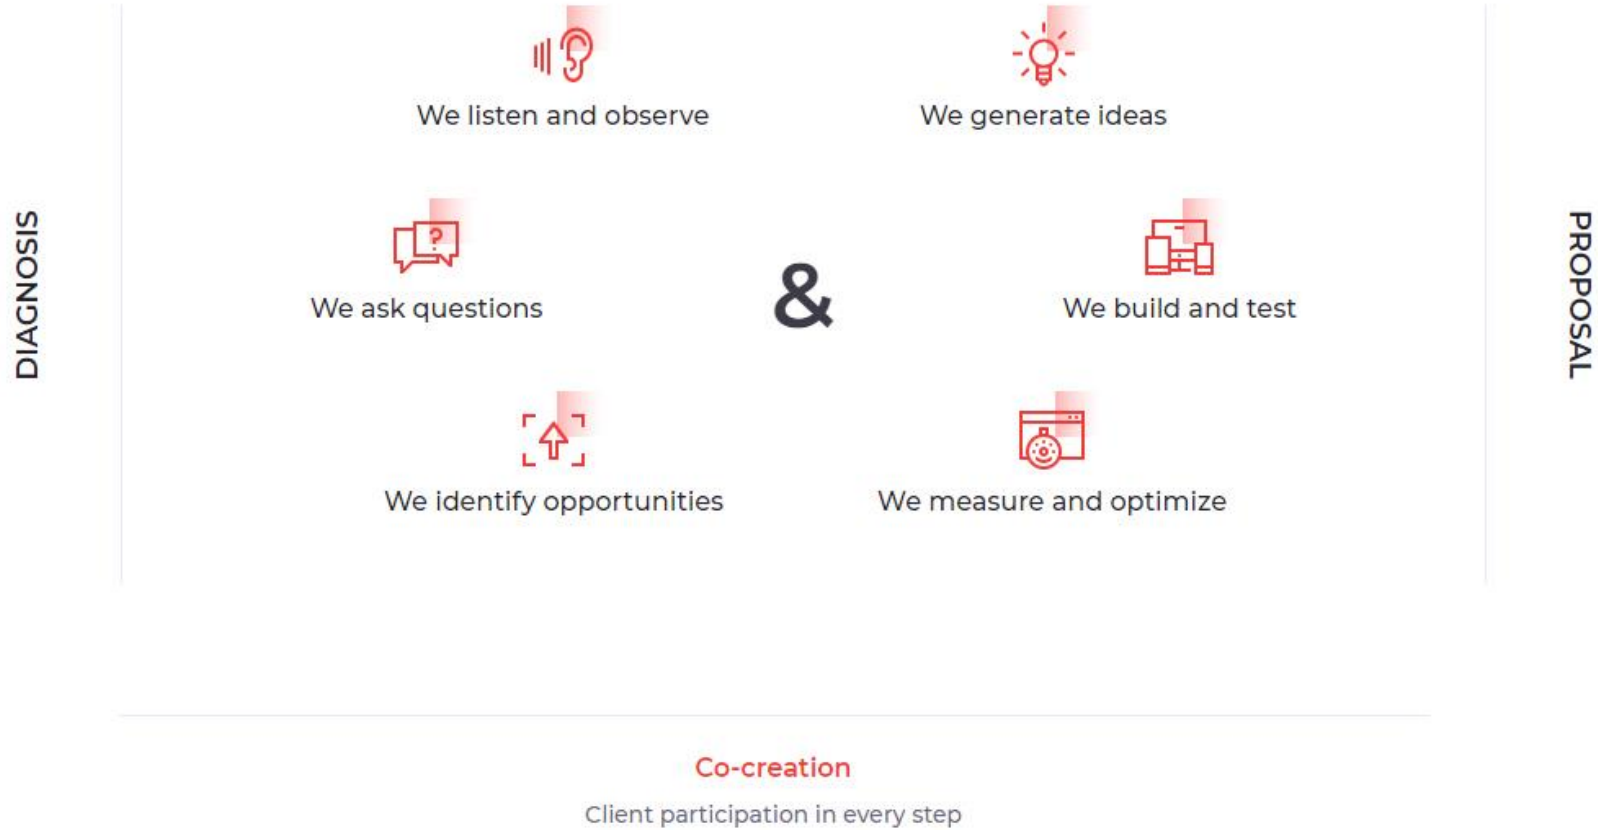 DIAGNOSIS
We listen and observe
We ask questions
We identify opportunities
&
We generate ideas
We build and test
We measure and optimize
PROPOSAL
Co-creation
Client participation in every step